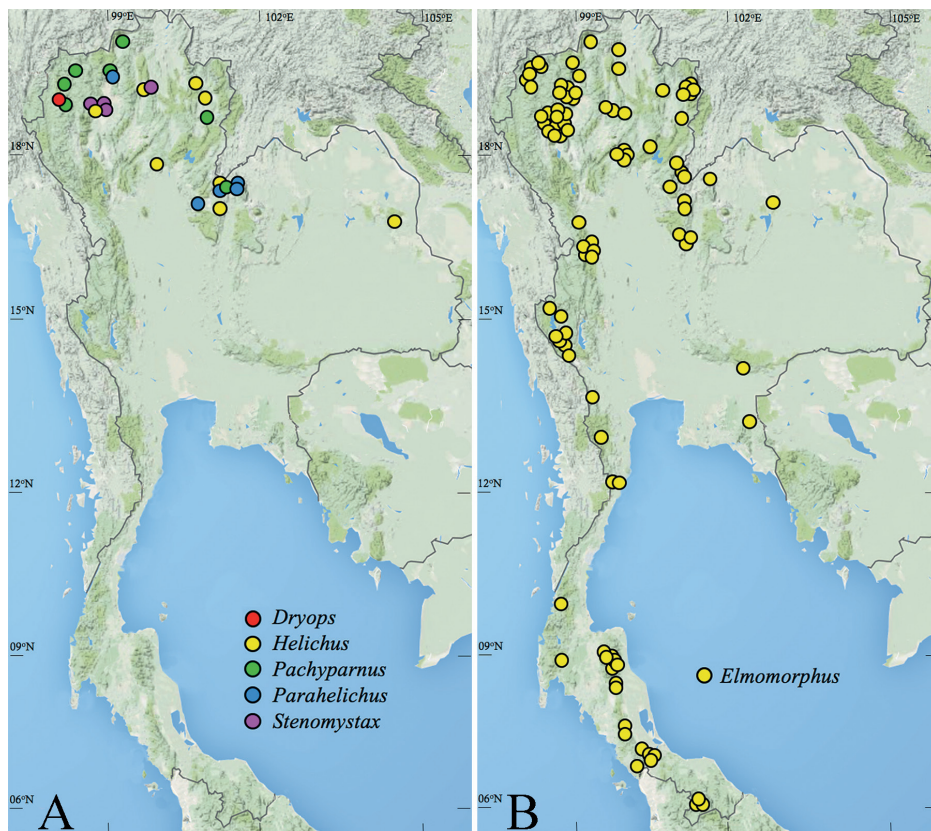 99°E 102°E 105°E 99°E 102°E 105°E
18°N 18°N
15°N 15°N
12°N 12°N
Dryops
Helichus
Pachyparnus
Parahelichus
Stenomystax
09°N 09°N
Elmomorphus
06°N 06°N
A B